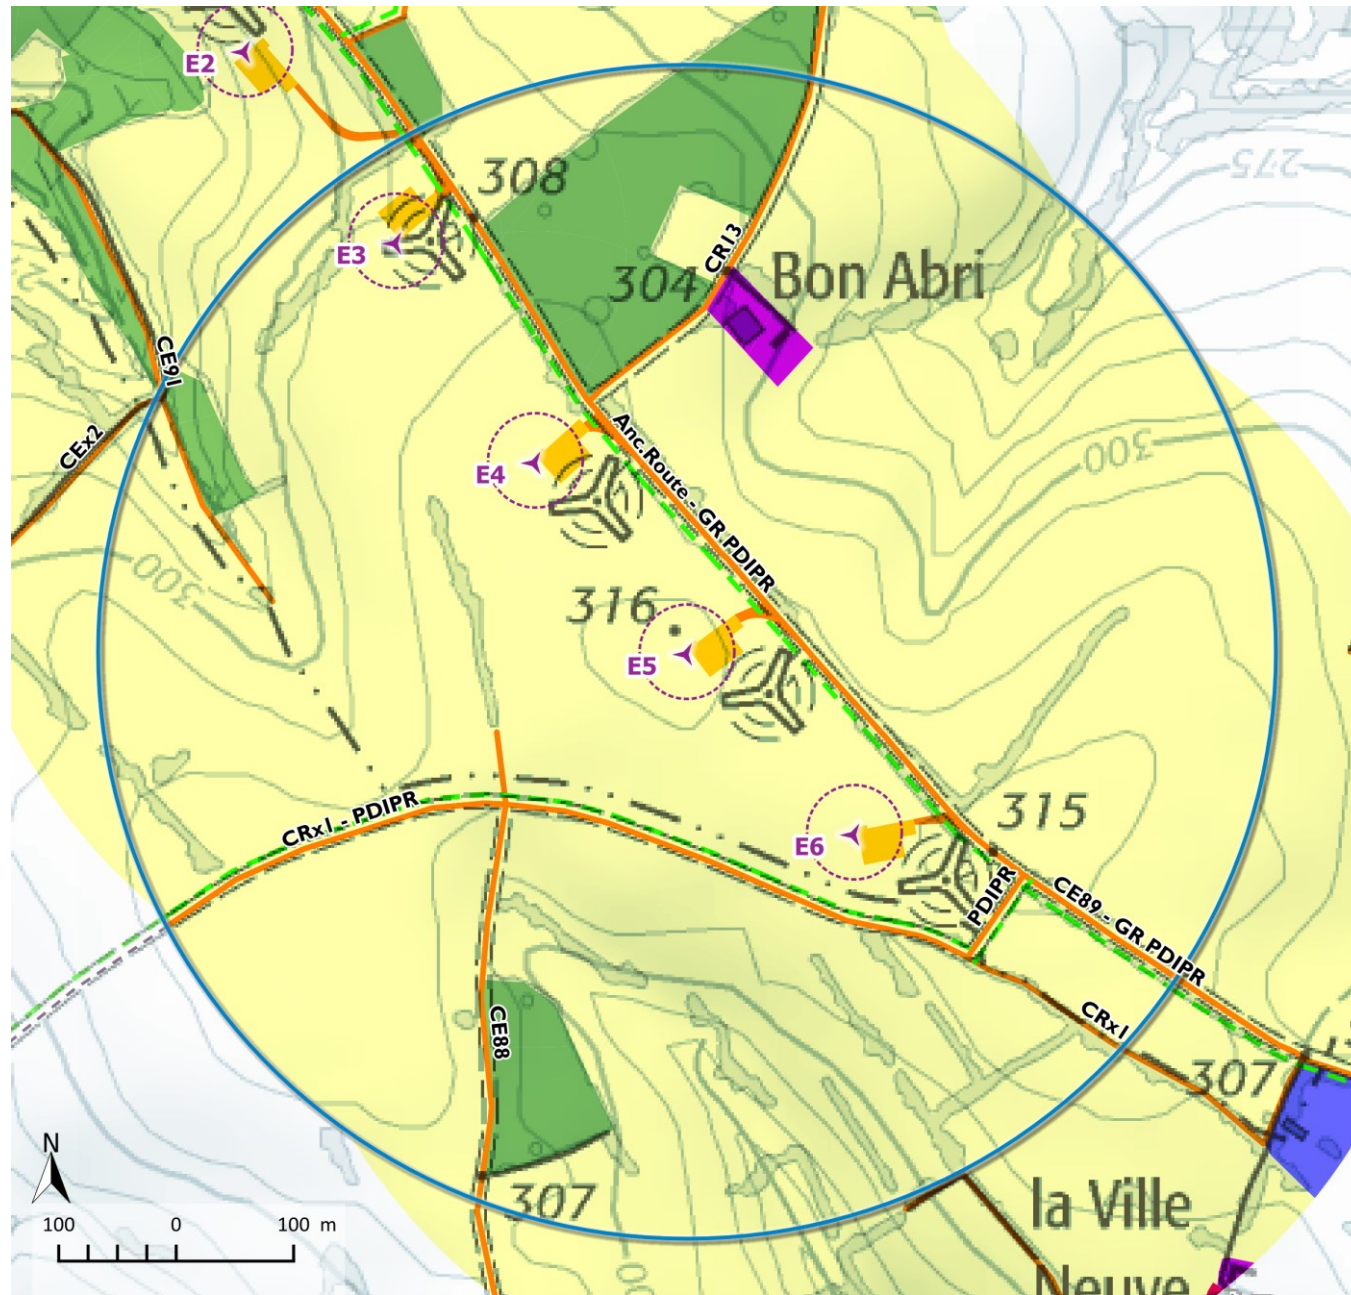 E2
308
275
E3
CR13
304
Bon Abri
CE91
CEx2
E4
Anc.Route - GR PDIPR
300
300
316
E5
315
CRx1 - PDIPR
E6
PDIPR
CE89 - GR PDIPR
CRx1
CE88
307
N
307
la Ville
Neuve
100 0 100 m